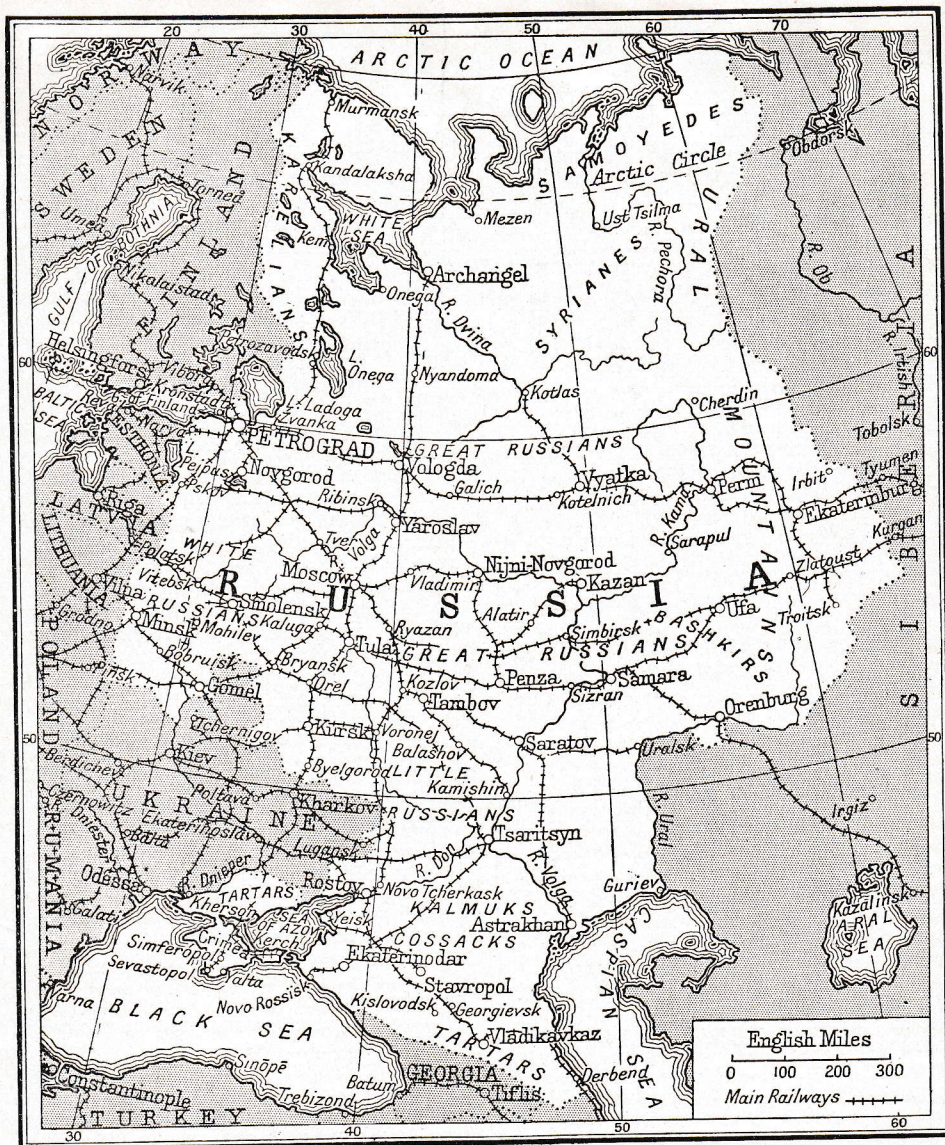 20
30
40
50
60
70
ARCTIC OCEAN
NORWAY
Narvik
Murmansk
SWEDEN
FINLAND
KARELIANS
SAMOYEDES
Arctic Circle
Obdorsk
Kandalaksha
Torneå
Umeå
WHITE
SEA
Mezen
Ust Tsilma
URAL
MOUNTAINS
R. Pechora
R. Ob
SIBERIA
GULF
OF BOTHNIA
Kem
Archangel
Nikolaistad
Onega
R. Dvina
SYRIANES
R. Irtish
Petrozavodsk
L.
Onega
Nyandoma
Helsingfors
60
60
Viborg
Kronstadt
G. of Finland
Kotlas
Cherdin
BALTIC
SEA
L. Ladoga
Zvanka
Tobolsk
Narva
ESTHONIA
PETROGRAD
GREAT RUSSIANS
Vologda
Vyatka
Tyumen
L.
Peipus
Pskov
Novgorod
Galich
Kotelnich
Perm
Irbit
LATVIA
Riga
Ribinsk
Yaroslav
R. Kama
Ekaterinburg
Kurgan
LITHUANIA
Polotsk
WHITE
RUSSIANS
Tver
R. Volga
Sarapul
Nijni-Novgorod
Zlatoust
Vitebsk
Moscow
Vladimir
Kazan
RUSSIA
Vilna
Smolensk
Alatir
Ufa
Troitsk
Grodno
Minsk
Mohilev
Kaluga
Ryazan
Simbirsk
BASHKIRS
POLAND
Bobruisk
Tula
GREAT RUSSIANS
Pinsk
Bryansk
Kozlov
Penza
Samara
Gomel
Orel
Tambov
Sizran
Orenburg
Tchernigov
Kursk
Voronej
Saratov
Uralsk
50
50
Berdichev
Kiev
Balashov
Byelgorod
LITTLE
RUSSIANS
Kamishin
Czernowitz
UKRAINE
Poltava
Kharkov
Irgiz
Dniester
Ekaterinoslav
Balta
Lugansk
Tsaritsyn
R. Ural
RUMANIA
R. Dnieper
R. Don
R. Volga
Odessa
TARTARS
Rostov
Novo Tcherkask
Guriev
Kazalinsk
Galati
Kherson
SEA
OF AZOV
Yeisk
KALMUKS
Astrakhan
ARAL
SEA
Simferopol
Crimea
Kerch
COSSACKS
CASPIAN
SEA
Sevastopol
Yalta
Ekaterinodar
Stavropol
Varna
Novo Rossisk
Kislovodsk
Georgievsk
BLACK SEA
Vladikavkaz
TARTARS
English Miles
0 100 200 300
Main Railways
Sinōpē
Derbend
Constantinople
Batum
GEORGIA
Tiflis
Trebizond
TURKEY
30
40
50
60